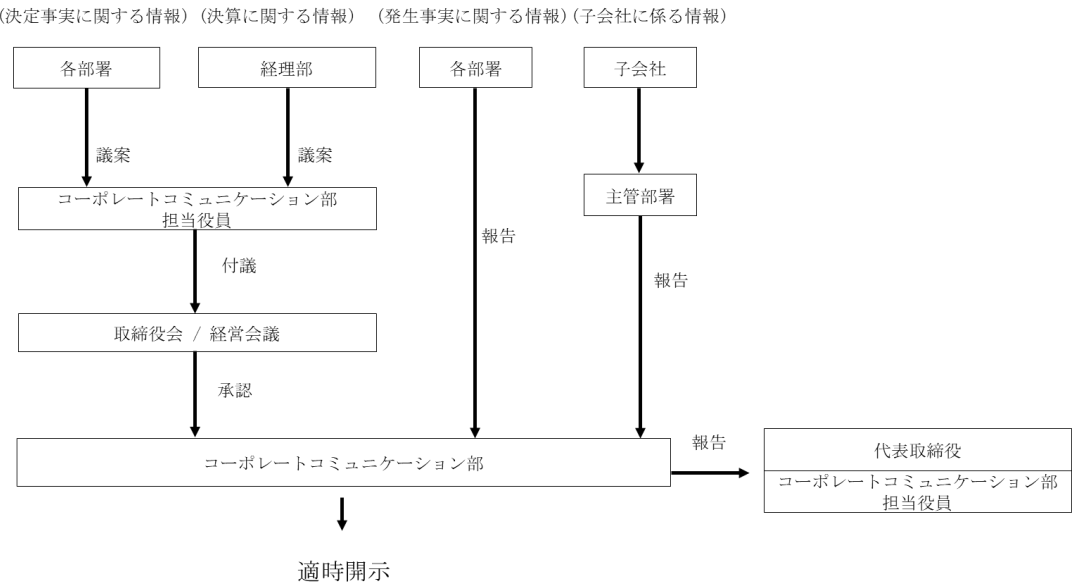 (決定事実に関する情報) (決算に関する情報) (発生事実に関する情報) (子会社に係る情報)
各部署 経理部 各部署 子会社
議案 議案
主管部署
コーポレートコミュニケーション部
担当役員
報告
付議
報告
取締役会 / 経営会議
承認
報告
代表取締役
コーポレートコミュニケーション部
コーポレートコミュニケーション部
担当役員
適時開示